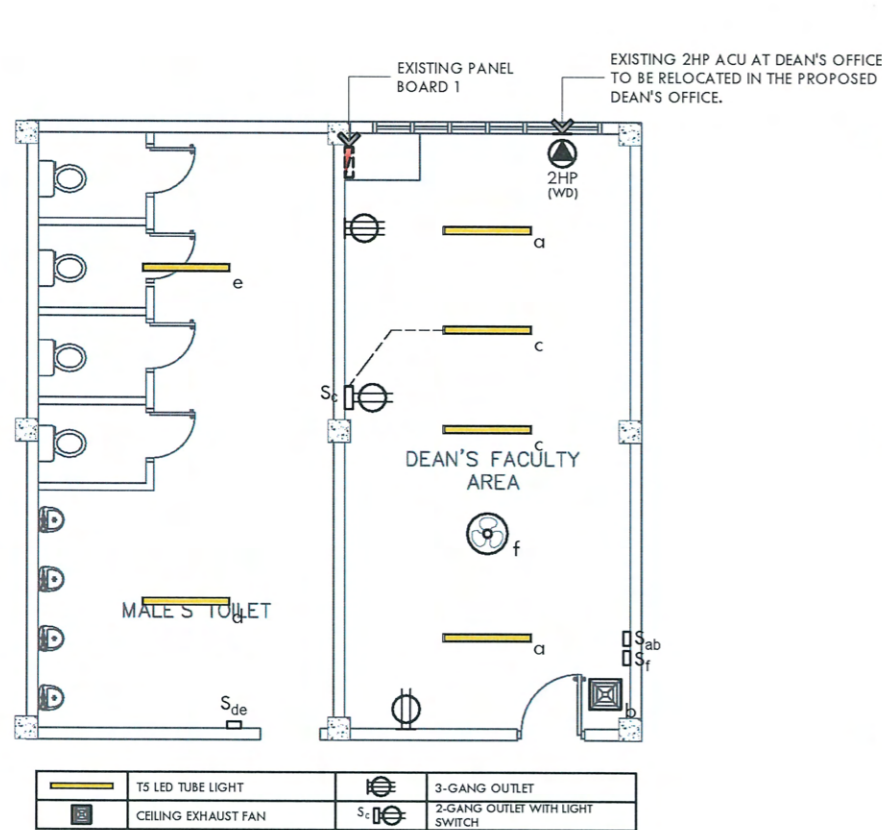 EXISTING PANEL
BOARD 1
EXISTING 2HP ACU AT DEAN'S OFFICE
TO BE RELOCATED IN THE PROPOSED
DEAN'S OFFICE.
2HP
(WD)
a
e
c
Sc
c
DEAN'S FACULTY
AREA
f
MALE'S TOILET
d
a
Sab
Sf
b
Sde
T5 LED TUBE LIGHT
3-GANG OUTLET
CEILING EXHAUST FAN
Sc
2-GANG OUTLET WITH LIGHT
SWITCH